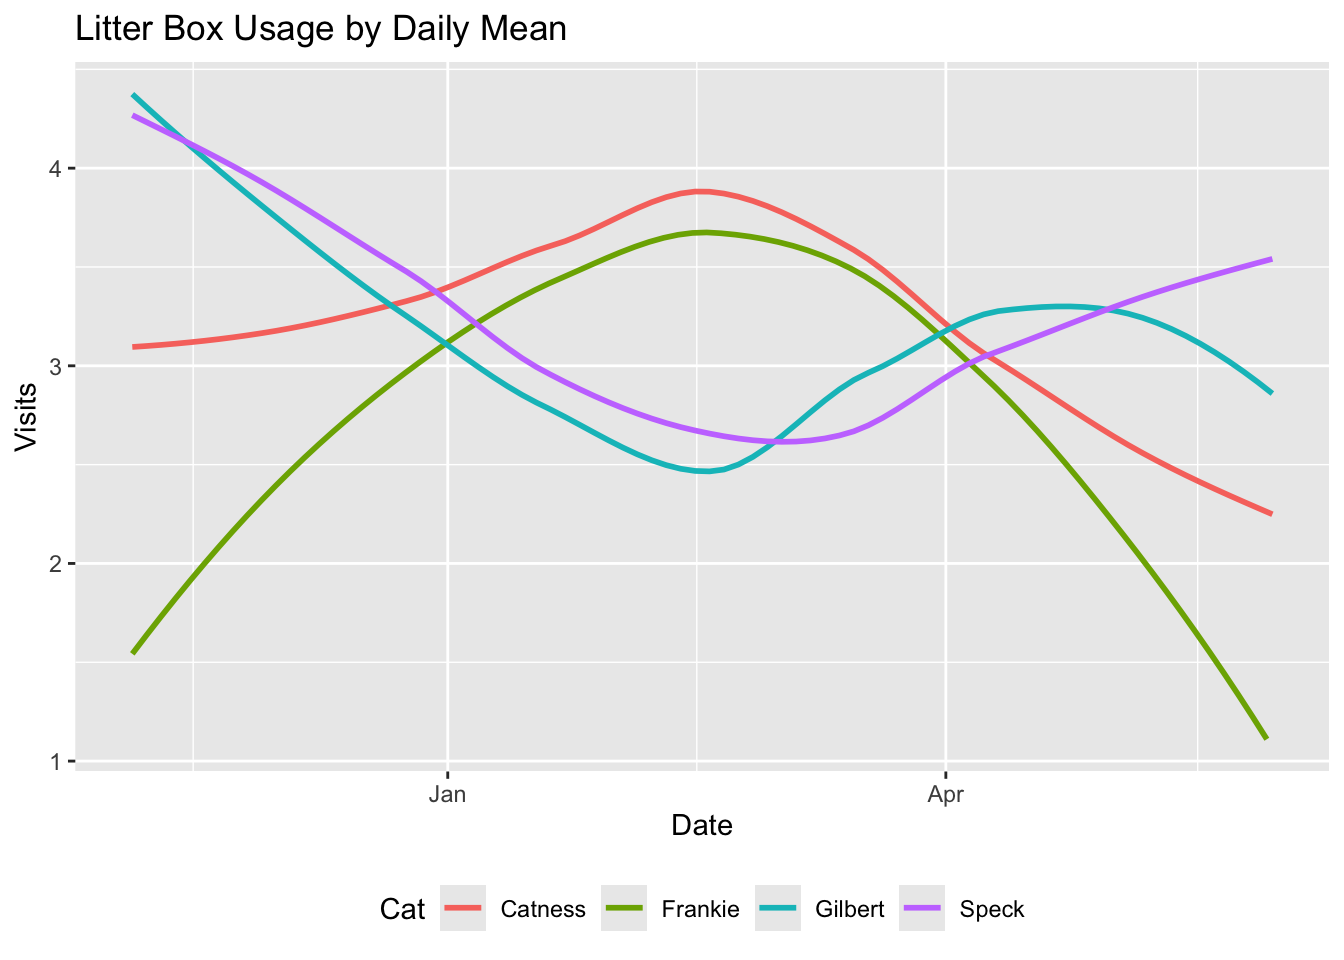 Litter Box Usage by Daily Mean
4
3
2
1
Visits
Jan Apr
Date
Cat Catness Frankie Gilbert Speck